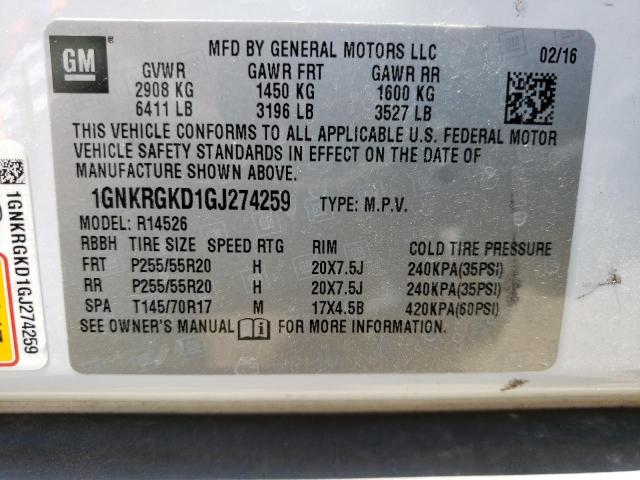 GM
MFD BY GENERAL MOTORS LLC 02/16
GVWR GAWR FRT GAWR RR
2908 KG 1450 KG 1600 KG
6411 LB 3196 LB 3527 LB
THIS VEHICLE CONFORMS TO ALL APPLICABLE U.S. FEDERAL MOTOR
VEHICLE SAFETY STANDARDS IN EFFECT ON THE DATE OF
MANUFACTURE SHOWN ABOVE.
1GNKRGKD1GJ274259 TYPE: M.P.V.
MODEL: R14526
RBBH TIRE SIZE SPEED RTG RIM COLD TIRE PRESSURE
FRT P255/55R20 H 20X7.5J 240KPA(35PSI)
RR P255/55R20 H 20X7.5J 240KPA(35PSI)
SPA T145/70R17 M 17X4.5B 420KPA(60PSI)
SEE OWNER'S MANUAL FOR MORE INFORMATION.
1GNKRGKD1GJ274259